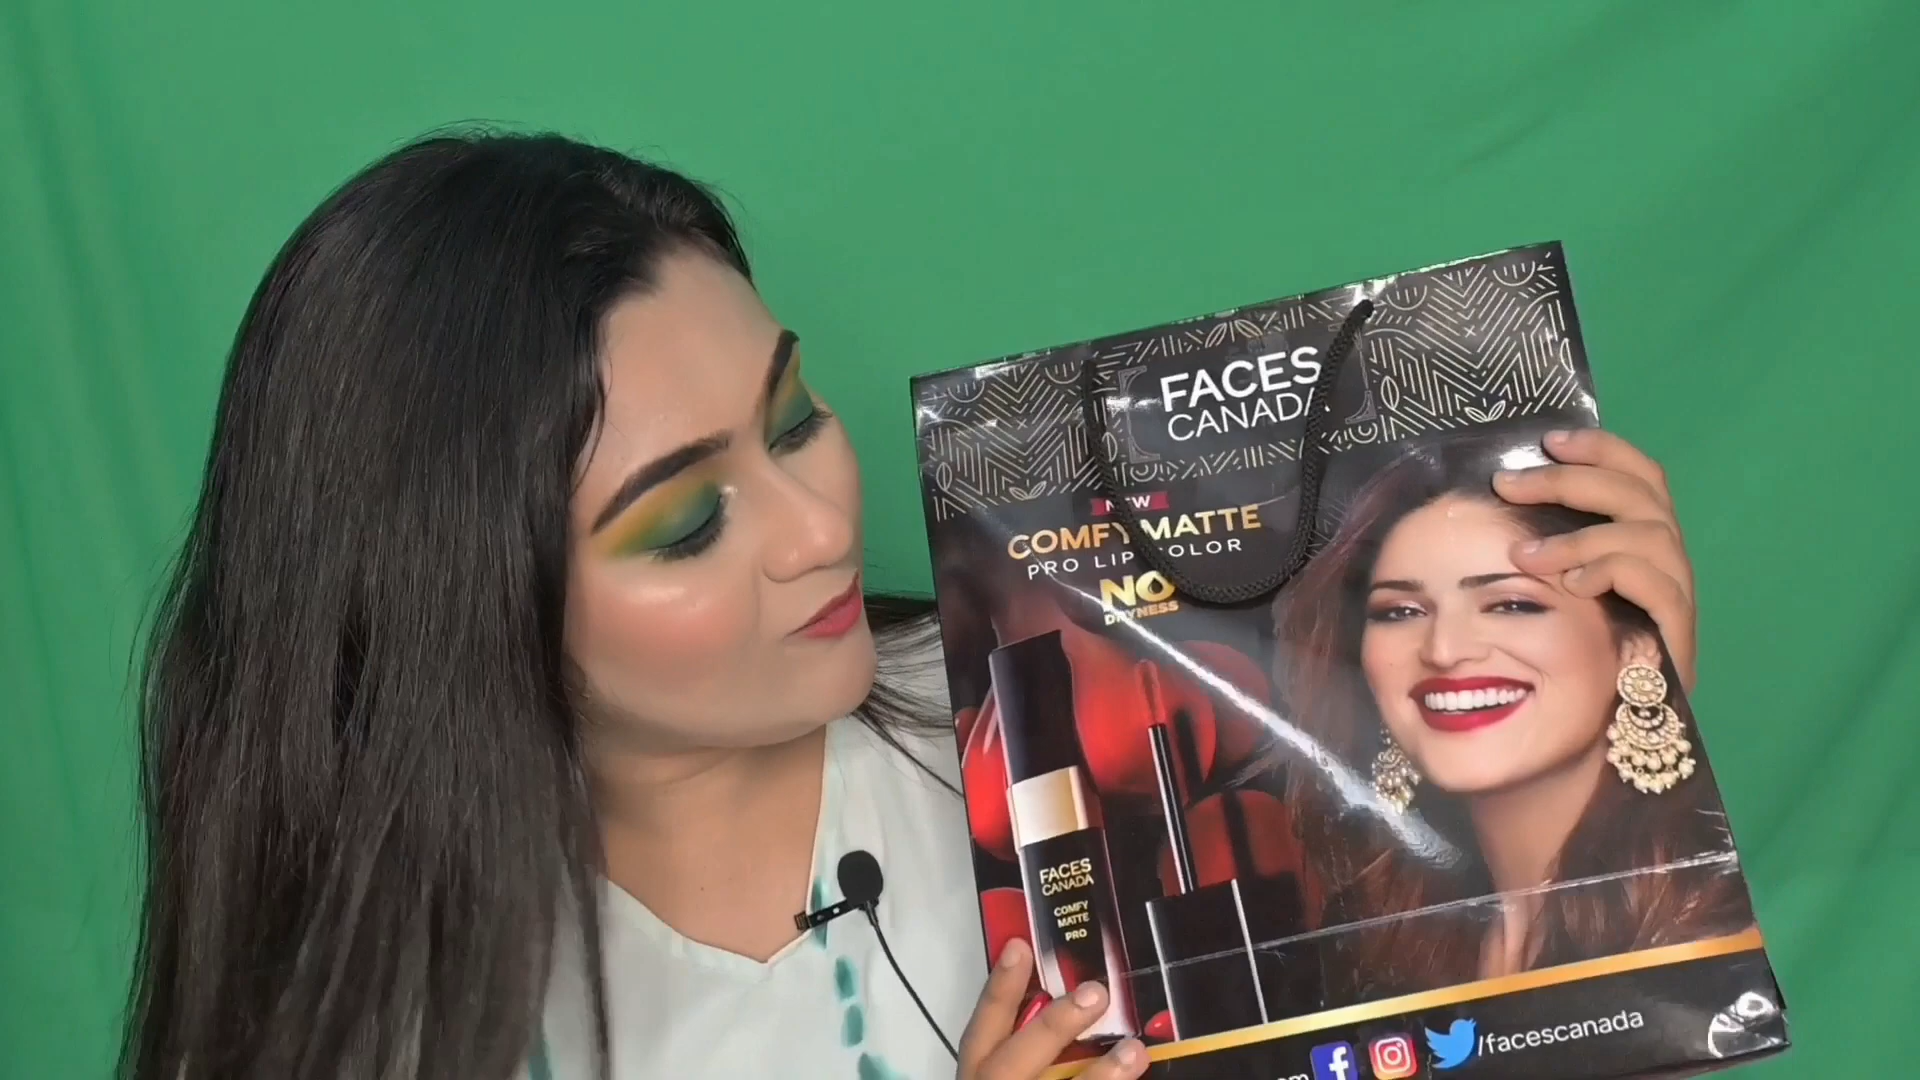 FACES
CANADA
NEW
COMFY MATTE
PRO LIP COLOR
NO
DRYNESS
FACES
CANADA
COMFY
MATTE
PRO
/facescanada